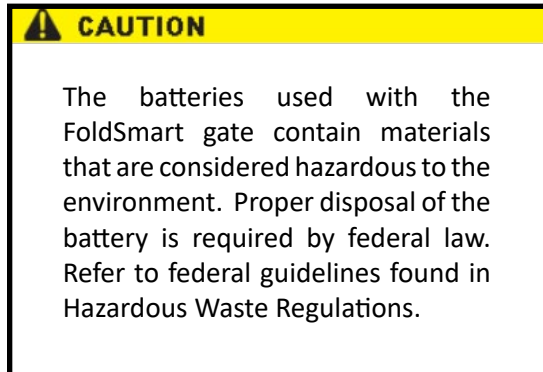 CAUTION
The batteries used with the
FoldSmart gate contain materials
that are considered hazardous to the
environment. Proper disposal of the
battery is required by federal law.
Refer to federal guidelines found in
Hazardous Waste Regulations.